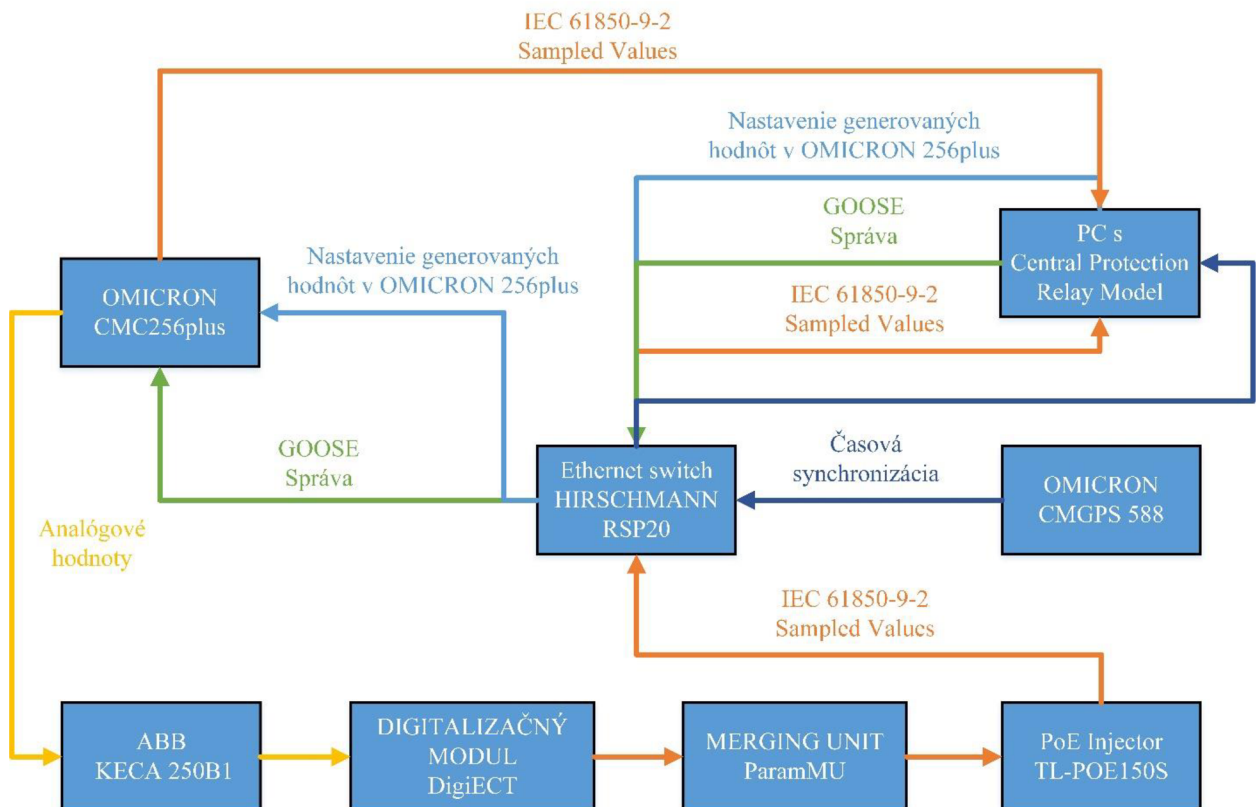 IEC 61850-9-2
Sampled Values
Nastavenie generovaných
hodnôt v OMICRON 256plus
GOOSE
Správa
PC s
Central Protection
Relay Model
Nastavenie generovaných
hodnôt v OMICRON 256plus
OMICRON
CMC256plus
IEC 61850-9-2
Sampled Values
GOOSE
Správa
Ethernet switch
HIRSCHMANN
RSP20
Časová
synchronizácia
OMICRON
CMGPS 588
Analógové
hodnoty
IEC 61850-9-2
Sampled Values
ABB
KECA 250B1
DIGITALIZAČNÝ
MODUL
DigiECT
MERGING UNIT
ParamMU
PoE Injector
TL-POE150S